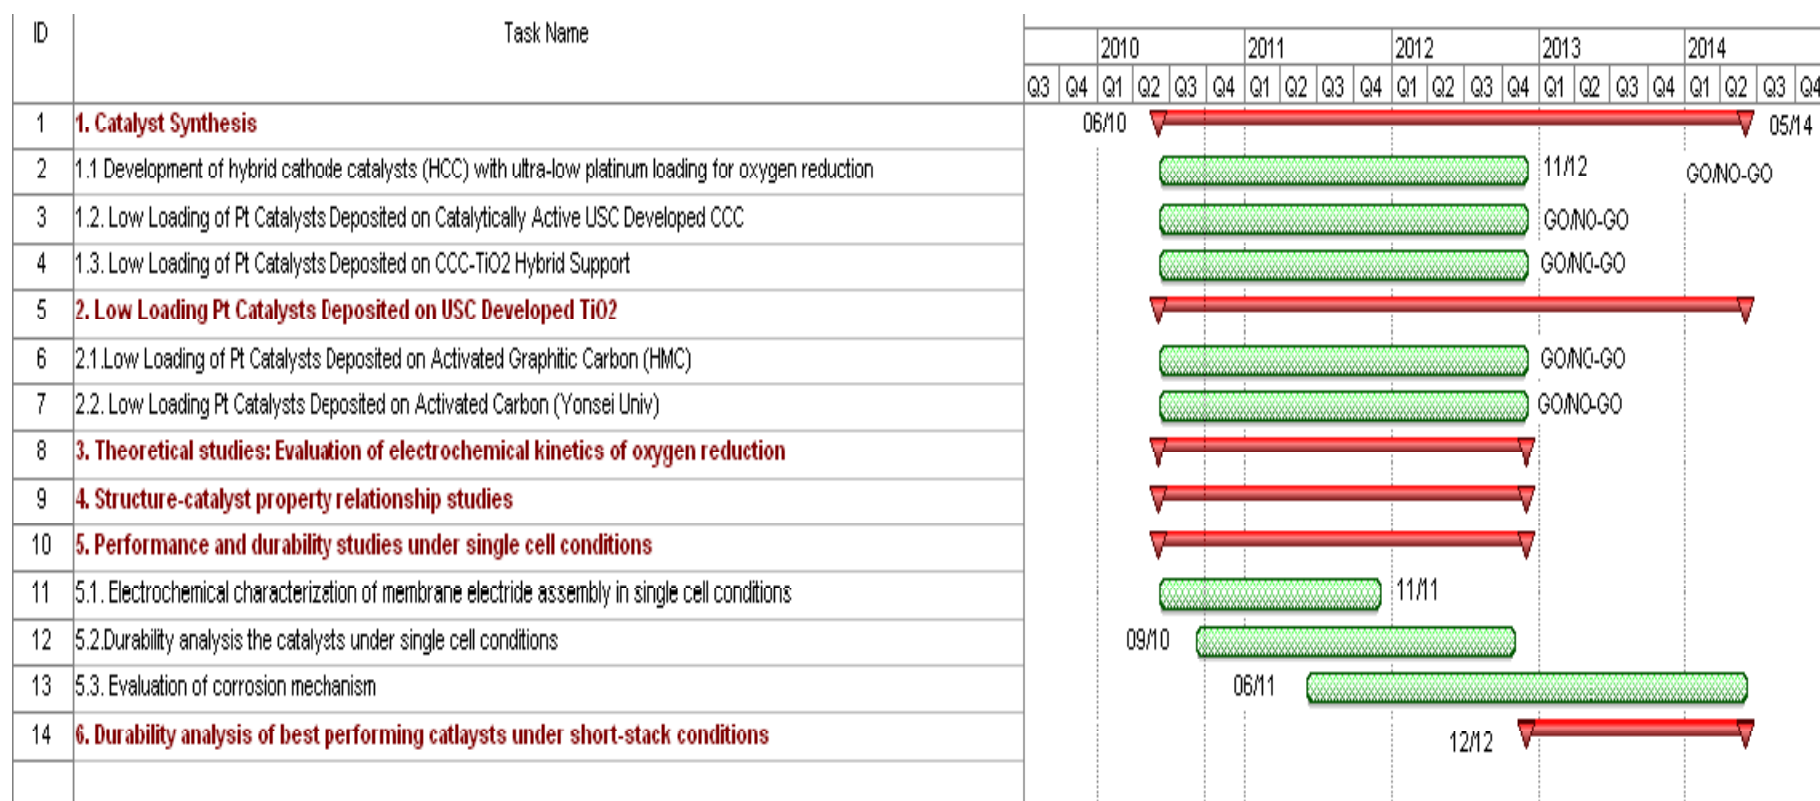 ID Task Name
2010 2011 2012 2013 2014
Q3 Q4 Q1 Q2 Q3 Q4 Q1 Q2 Q3 Q4 Q1 Q2 Q3 Q4 Q1 Q2 Q3 Q4 Q1 Q2 Q3 Q4
1 1. Catalyst Synthesis 06/10 05/14
2 1.1 Development of hybrid cathode catalysts (HCC) with ultra-low platinum loading for oxygen reduction 11/12 GO/NO-GO
3 1.2. Low Loading of Pt Catalysts Deposited on Catalytically Active USC Developed CCC GO/NO-GO
4 1.3. Low Loading of Pt Catalysts Deposited on CCC-TiO2 Hybrid Support GO/NO-GO
5 2. Low Loading Pt Catalysts Deposited on USC Developed TiO2
6 2.1.Low Loading of Pt Catalysts Deposited on Activated Graphitic Carbon (HMC) GO/NO-GO
7 2.2. Low Loading Pt Catalysts Deposited on Activated Carbon (Yonsei Univ) GO/NO-GO
8 3. Theoretical studies: Evaluation of electrochemical kinetics of oxygen reduction
9 4. Structure-catalyst property relationship studies
10 5. Performance and durability studies under single cell conditions
11 5.1. Electrochemical characterization of membrane electride assembly in single cell conditions 11/11
12 5.2.Durability analysis the catalysts under single cell conditions 09/10
13 5.3. Evaluation of corrosion mechanism 06/11
14 6. Durability analysis of best performing catlaysts under short-stack conditions 12/12